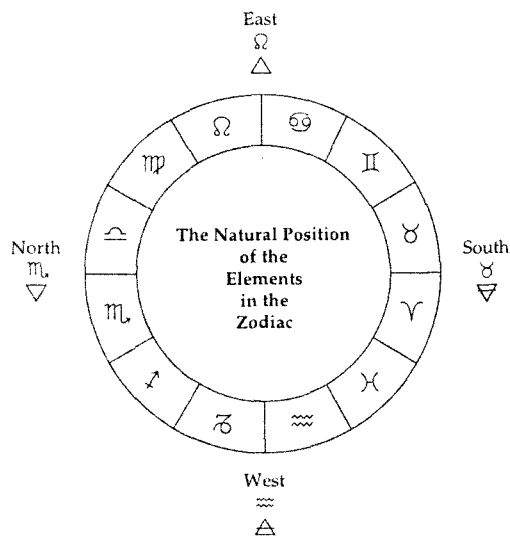 East
♌
△
♌ ♋
♍ ♊
♎ ♉
The Natural Position
of the
Elements
in the
Zodiac
North
♏
▽
South
♉
🜃
♏ ♈
♐ ♓
♑ ♒
West
♒
🜁